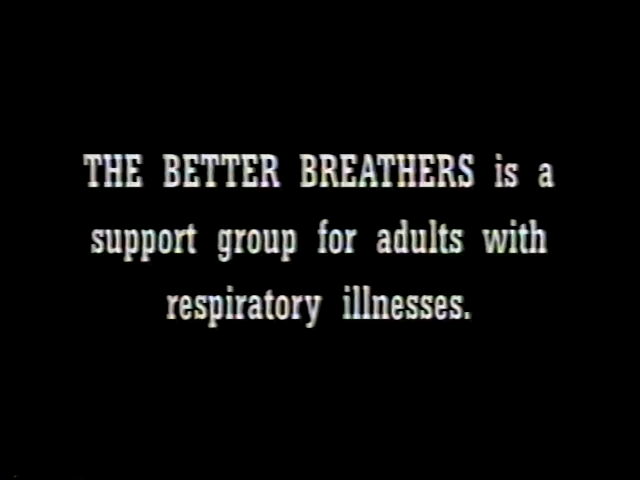 THE BETTER BREATHERS is a
support group for adults with
respiratory illnesses.